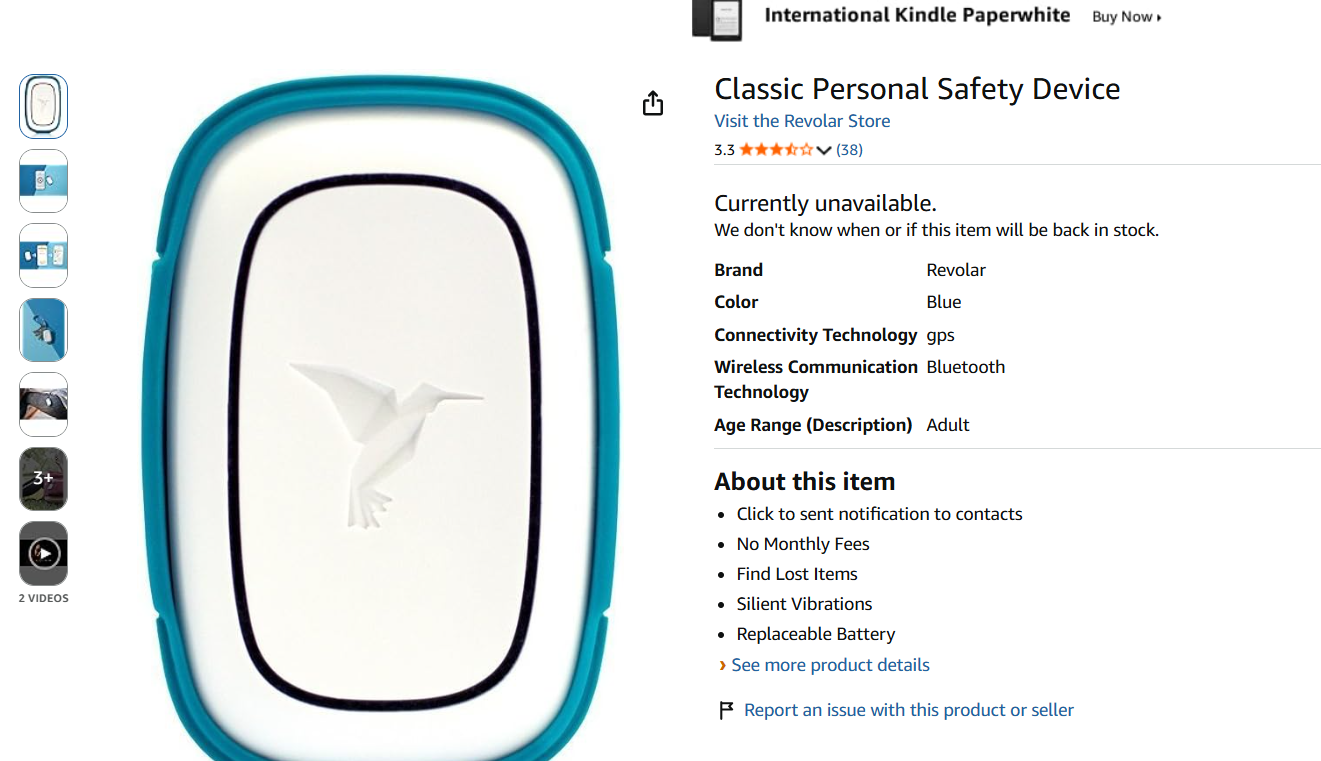 International Kindle Paperwhite Buy Now
Classic Personal Safety Device
Visit the Revolar Store
3.3 (38)
Currently unavailable.
We don't know when or if this item will be back in stock.
Brand Revolar
Color Blue
Connectivity Technology gps
Wireless Communication Bluetooth
Technology
Age Range (Description) Adult
About this item
Click to sent notification to contacts
No Monthly Fees
Find Lost Items
Silient Vibrations
Replaceable Battery
See more product details
Report an issue with this product or seller
3+
2 VIDEOS